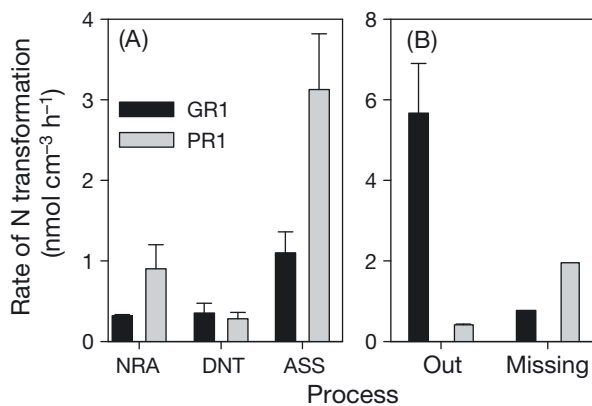 Rate of N transformation
(nmol cm⁻³ h⁻¹)
4
3
2
1
0
(A)
GR1
PR1
NRA DNT ASS
8
6
4
2
0
(B)
Out Missing
Process